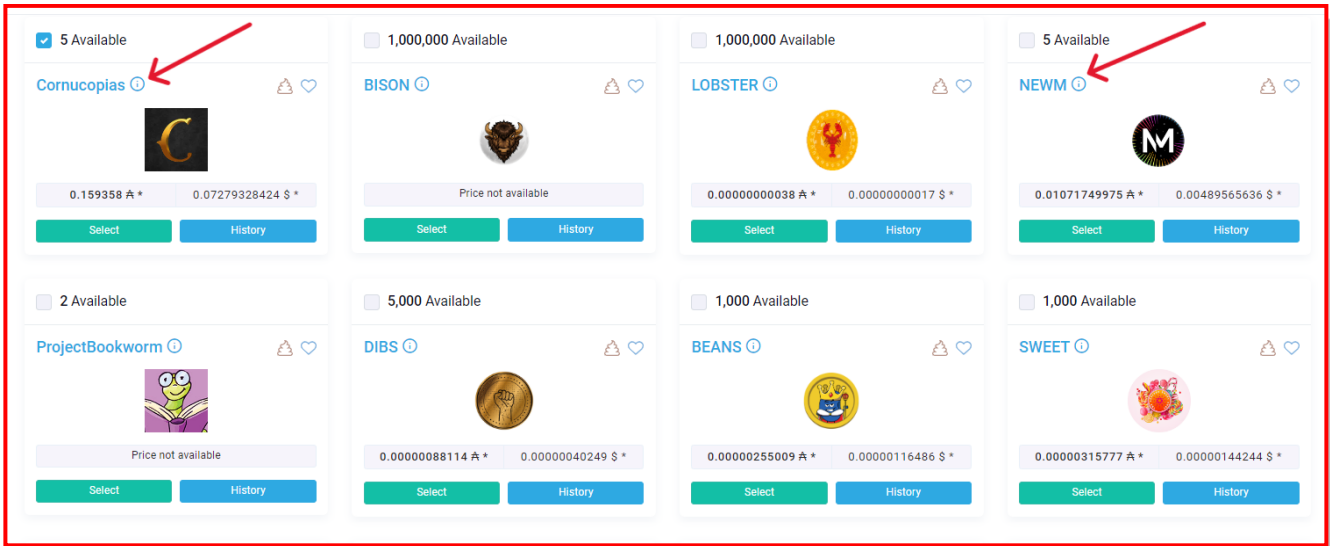 5 Available
Cornucopias
C
0.159358 ₳ * 0.07279328424 $ *
Select History
1,000,000 Available
BISON
Price not available
Select History
1,000,000 Available
LOBSTER
0.00000000038 ₳ * 0.00000000017 $ *
Select History
5 Available
NEWM
NM
0.01071749975 ₳ * 0.00489565636 $ *
Select History
2 Available
ProjectBookworm
Price not available
Select History
5,000 Available
DIBS
0.00000088114 ₳ * 0.00000040249 $ *
Select History
1,000 Available
BEANS
0.00000255009 ₳ * 0.00000116486 $ *
Select History
1,000 Available
SWEET
0.00000315777 ₳ * 0.00000144244 $ *
Select History